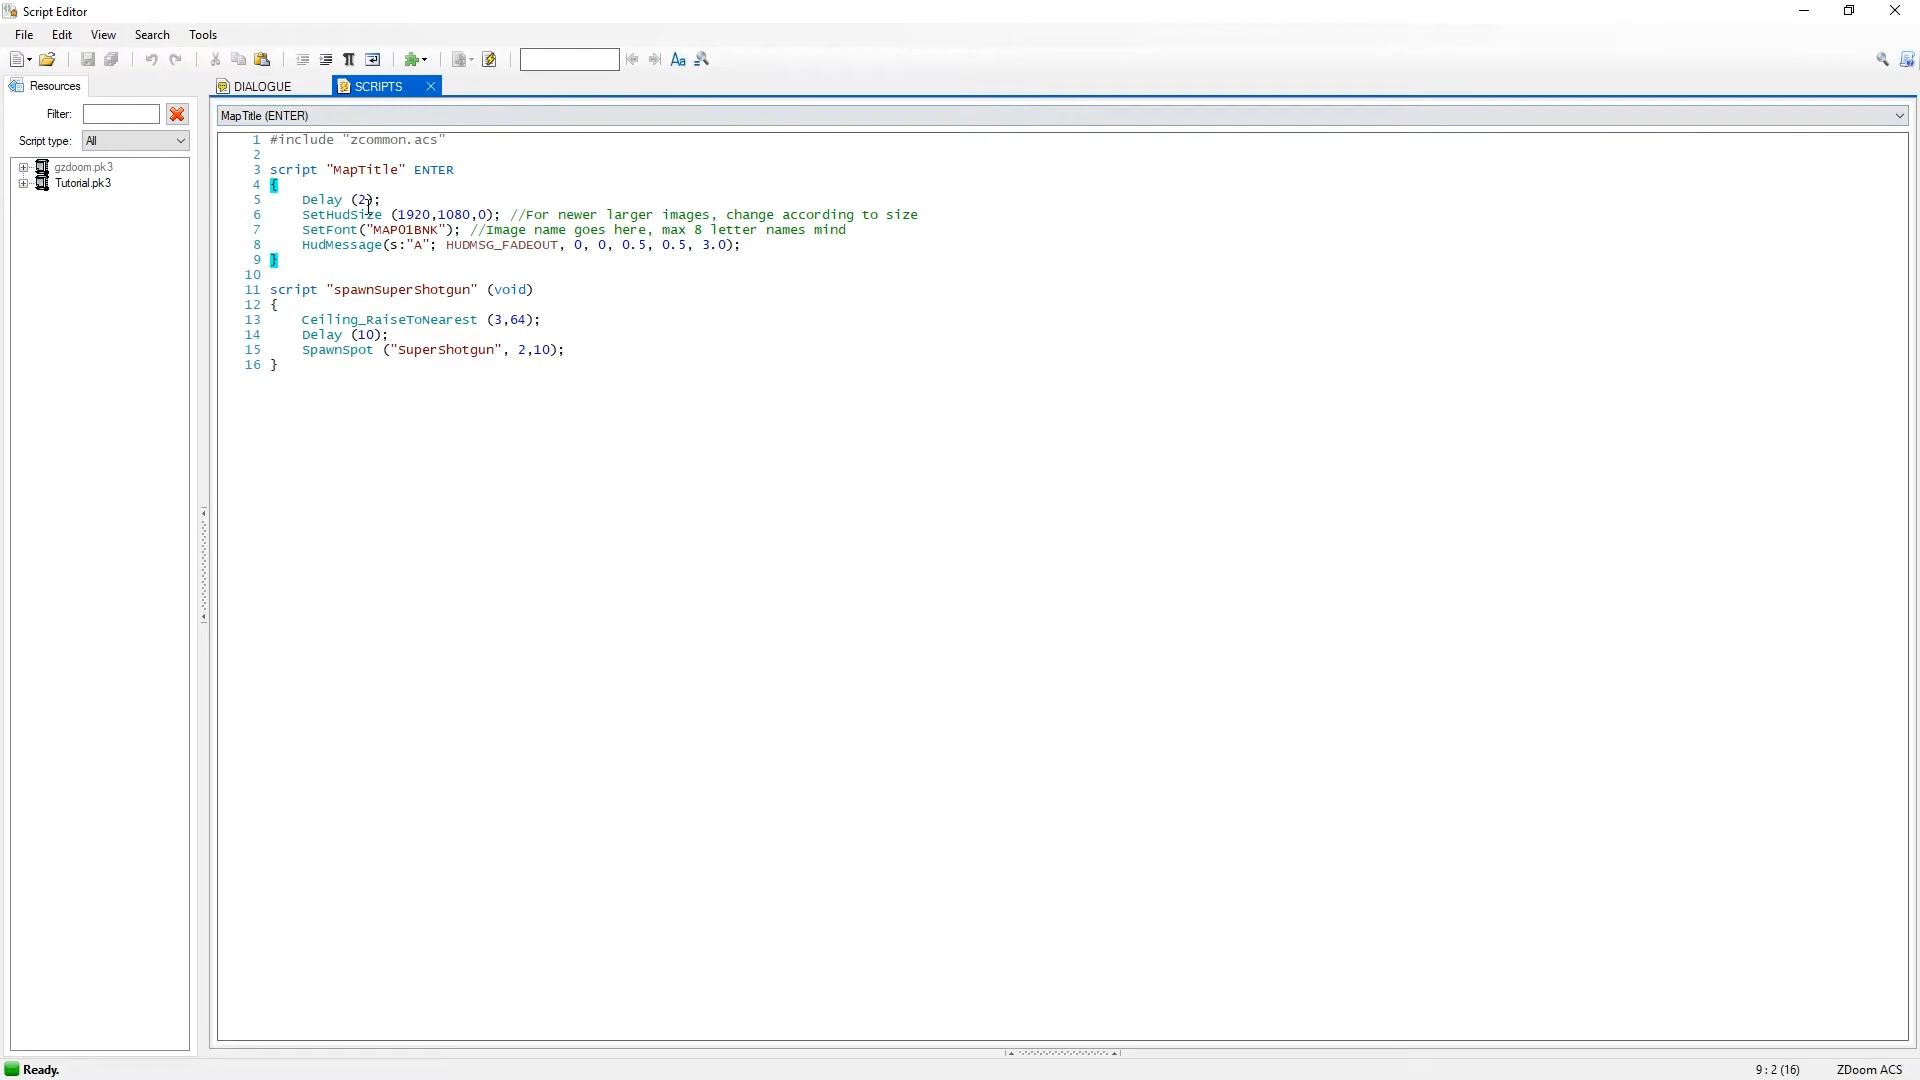 Script Editor
File Edit View Search Tools
Resources
DIALOGUE
SCRIPTS
Filter:
Script type: All
gzdoom.pk3
Tutorial.pk3
MapTitle (ENTER)
1 #include "zcommon.acs"
2
3 script "MapTitle" ENTER
4 {
5 Delay (2);
6 SetHudSize (1920,1080,0); //For newer larger images, change according to size
7 SetFont("MAP01BNK"); //Image name goes here, max 8 letter names mind
8 HudMessage(s:"A"; HUDMSG_FADEOUT, 0, 0, 0.5, 0.5, 3.0);
9 }
10
11 script "spawnSuperShotgun" (void)
12 {
13 Ceiling_RaiseToNearest (3,64);
14 Delay (10);
15 SpawnSpot ("SuperShotgun", 2,10);
16 }
Ready.
9 : 2 (16)
ZDoom ACS